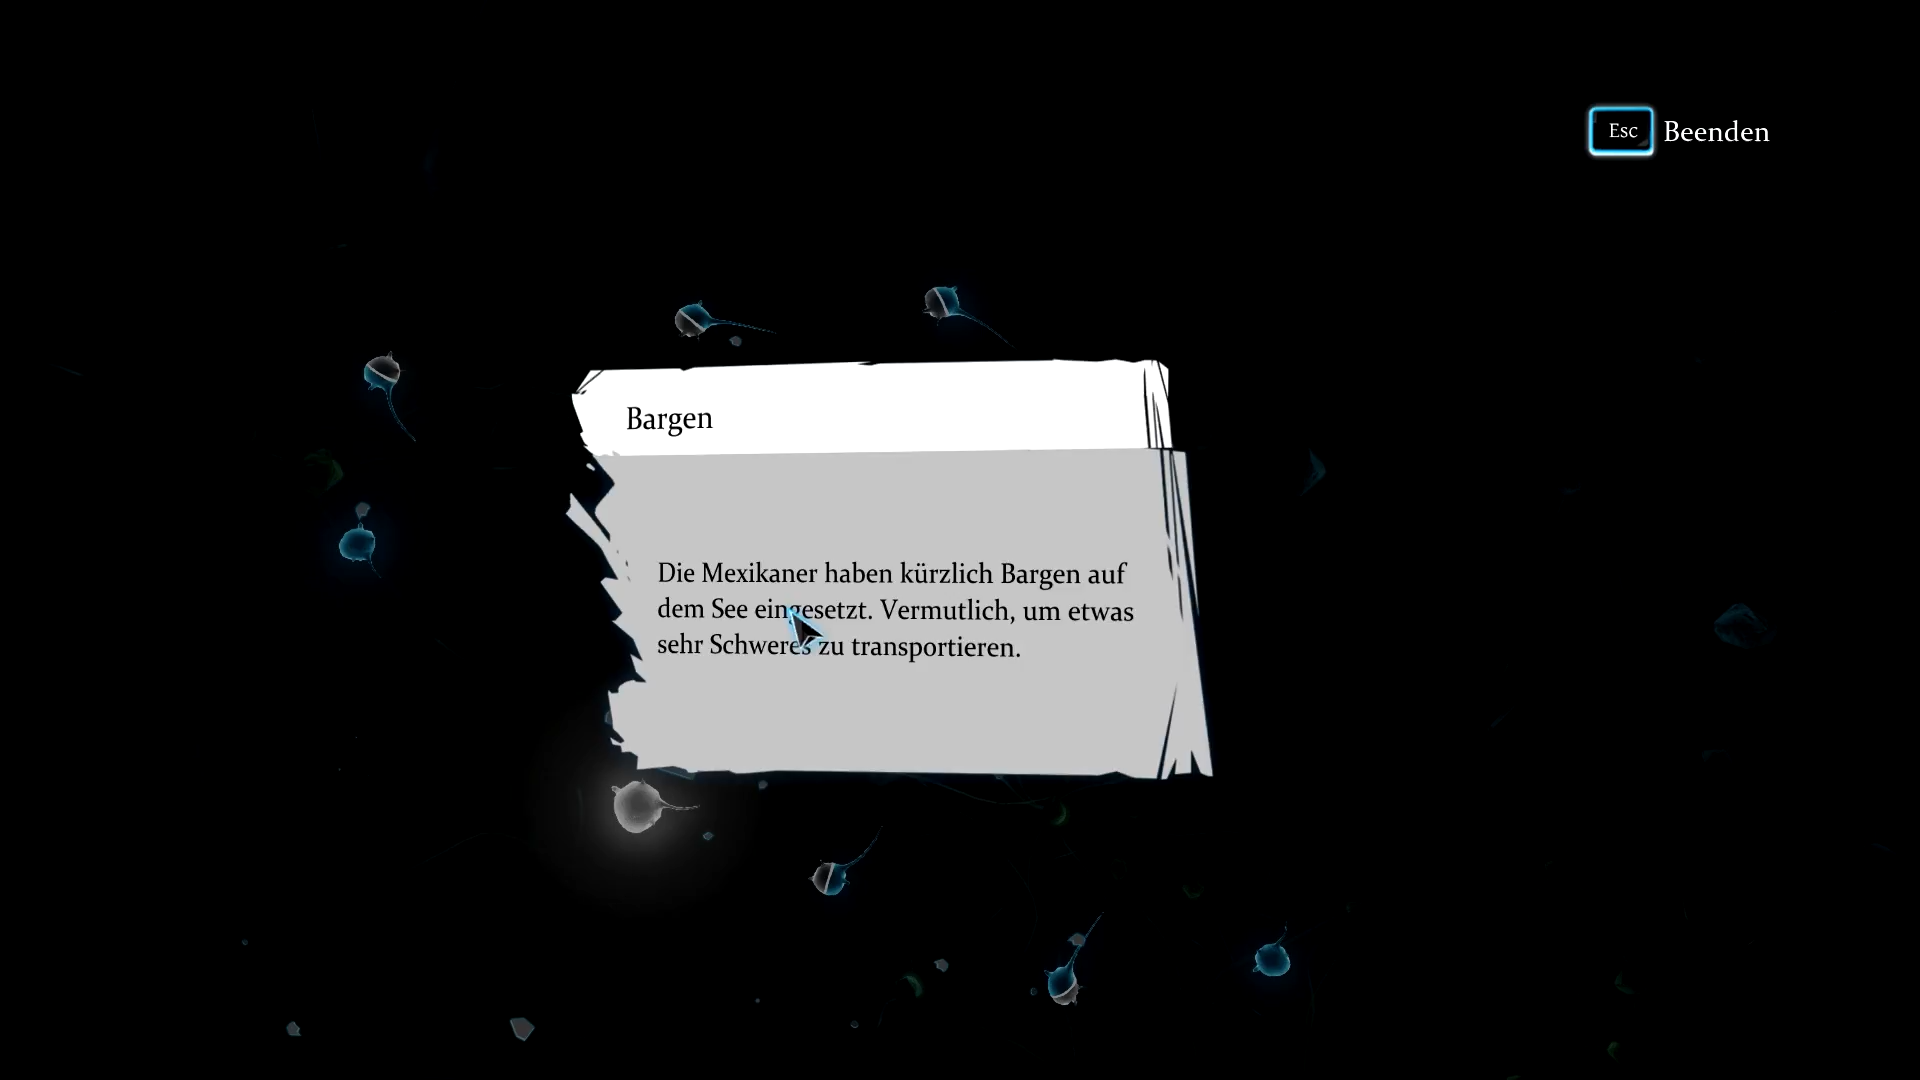 Esc Beenden
Bargen
Die Mexikaner haben kürzlich Bargen auf
dem See eingesetzt. Vermutlich, um etwas
sehr Schweres zu transportieren.